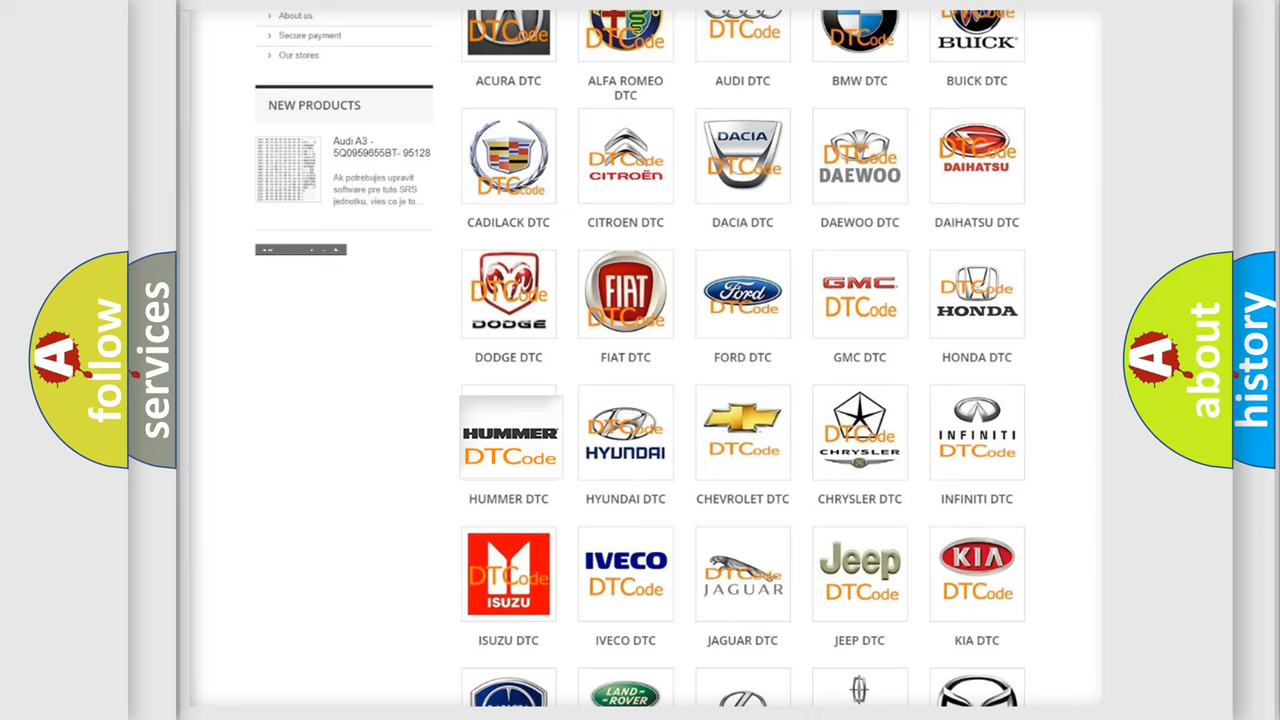 About us
Secure payment
Our stores
NEW PRODUCTS
Audi A3 -
5Q0959655BT- 95128
Ak potrebujes upravit
software pre tuto SRS
jednotku, vies co je to...
DTCode
DTCode
DTCode
DTCode
BUICK
DTCode
ACURA DTC
ALFA ROMEO
DTC
AUDI DTC
BMW DTC
BUICK DTC
DTCode
DTCode
CITROËN
DACIA
DTCode
DTCode
DAEWOO
DTCode
DAIHATSU
CADILACK DTC
CITROEN DTC
DACIA DTC
DAEWOO DTC
DAIHATSU DTC
DTCode
DODGE
FIAT
DTCode
Ford
DTCode
GMC
DTCode
DTCode
HONDA
DODGE DTC
FIAT DTC
FORD DTC
GMC DTC
HONDA DTC
HUMMER
DTCode
DTCode
HYUNDAI
DTCode
DTCode
CHRYSLER
INFINITI
DTCode
HUMMER DTC
HYUNDAI DTC
CHEVROLET DTC
CHRYSLER DTC
INFINITI DTC
DTCode
ISUZU
IVECO
DTCode
DTCode
JAGUAR
Jeep
DTCode
KIA
DTCode
ISUZU DTC
IVECO DTC
JAGUAR DTC
JEEP DTC
KIA DTC
LAND-
ROVER
A follow
services
A about
history